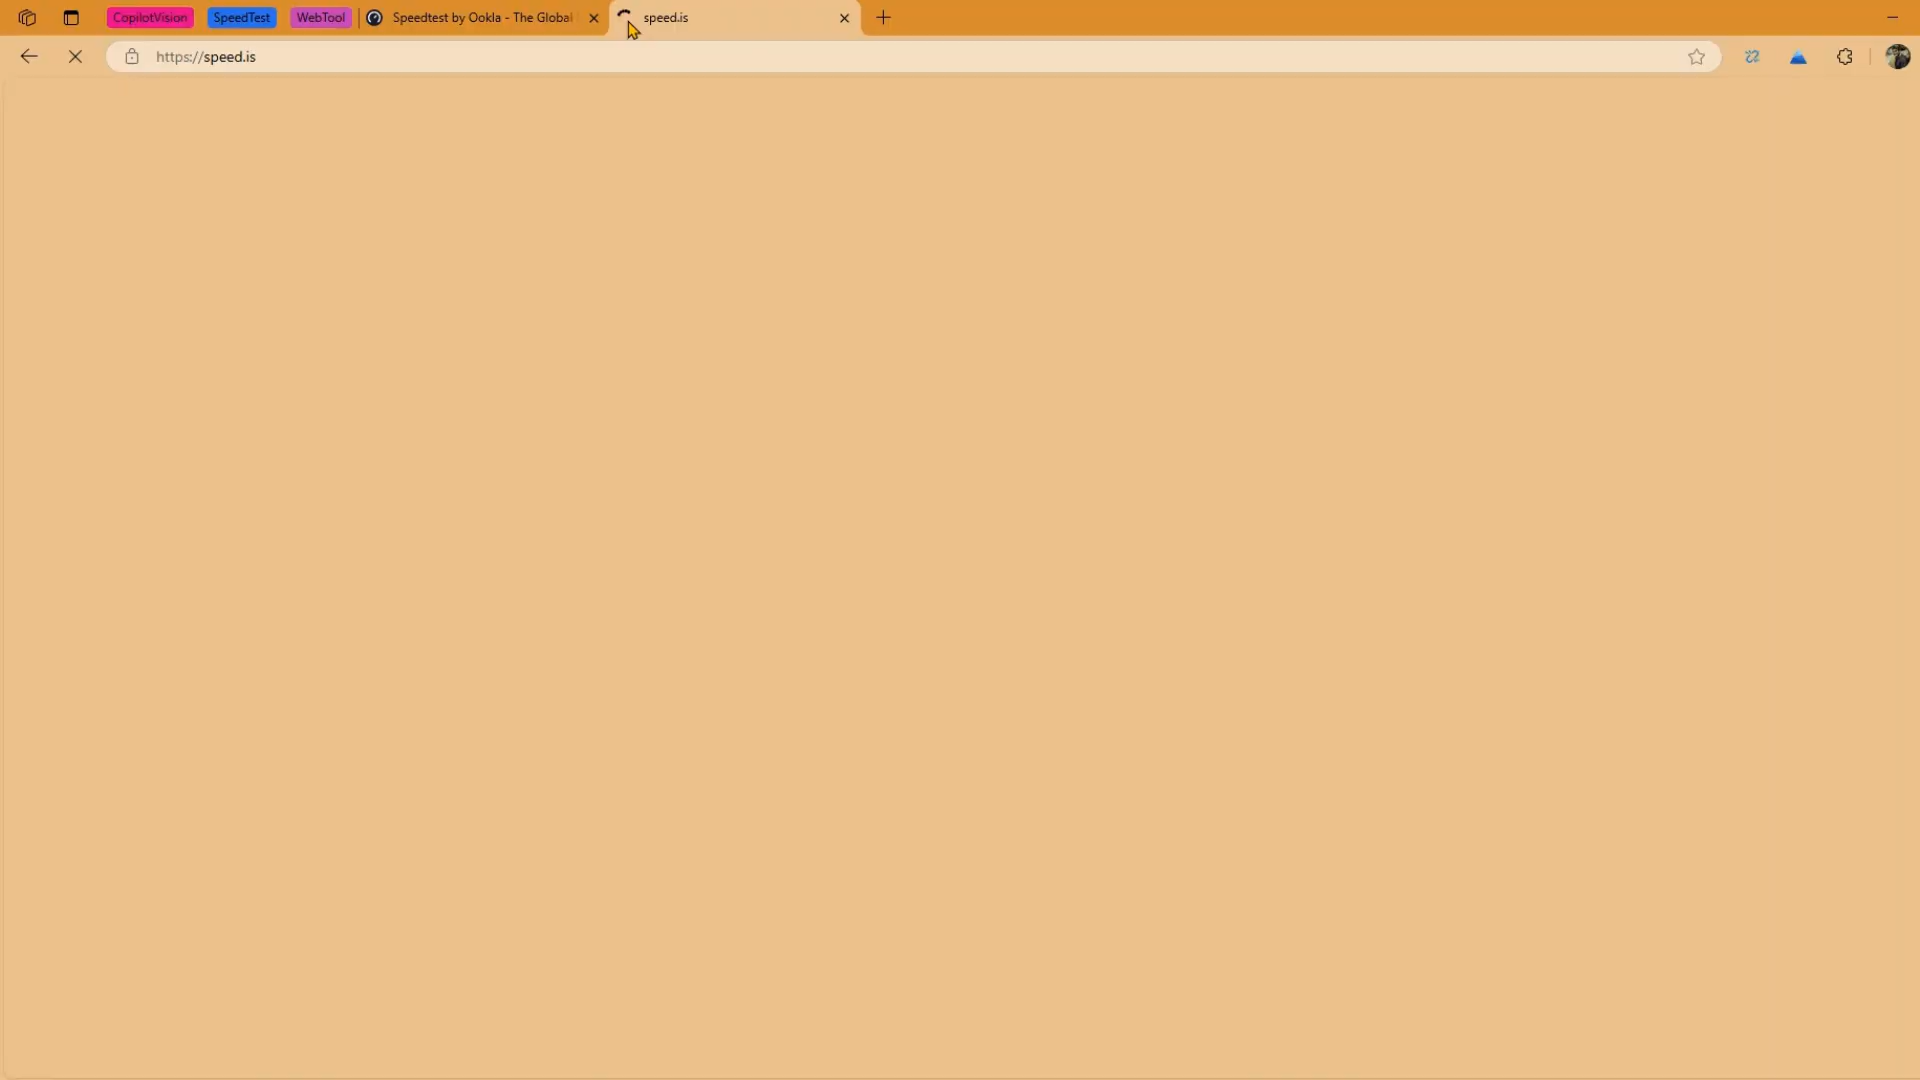 CopilotVision
SpeedTest
WebTool
Speedtest by Ookla - The Global
speed.is
https://speed.is